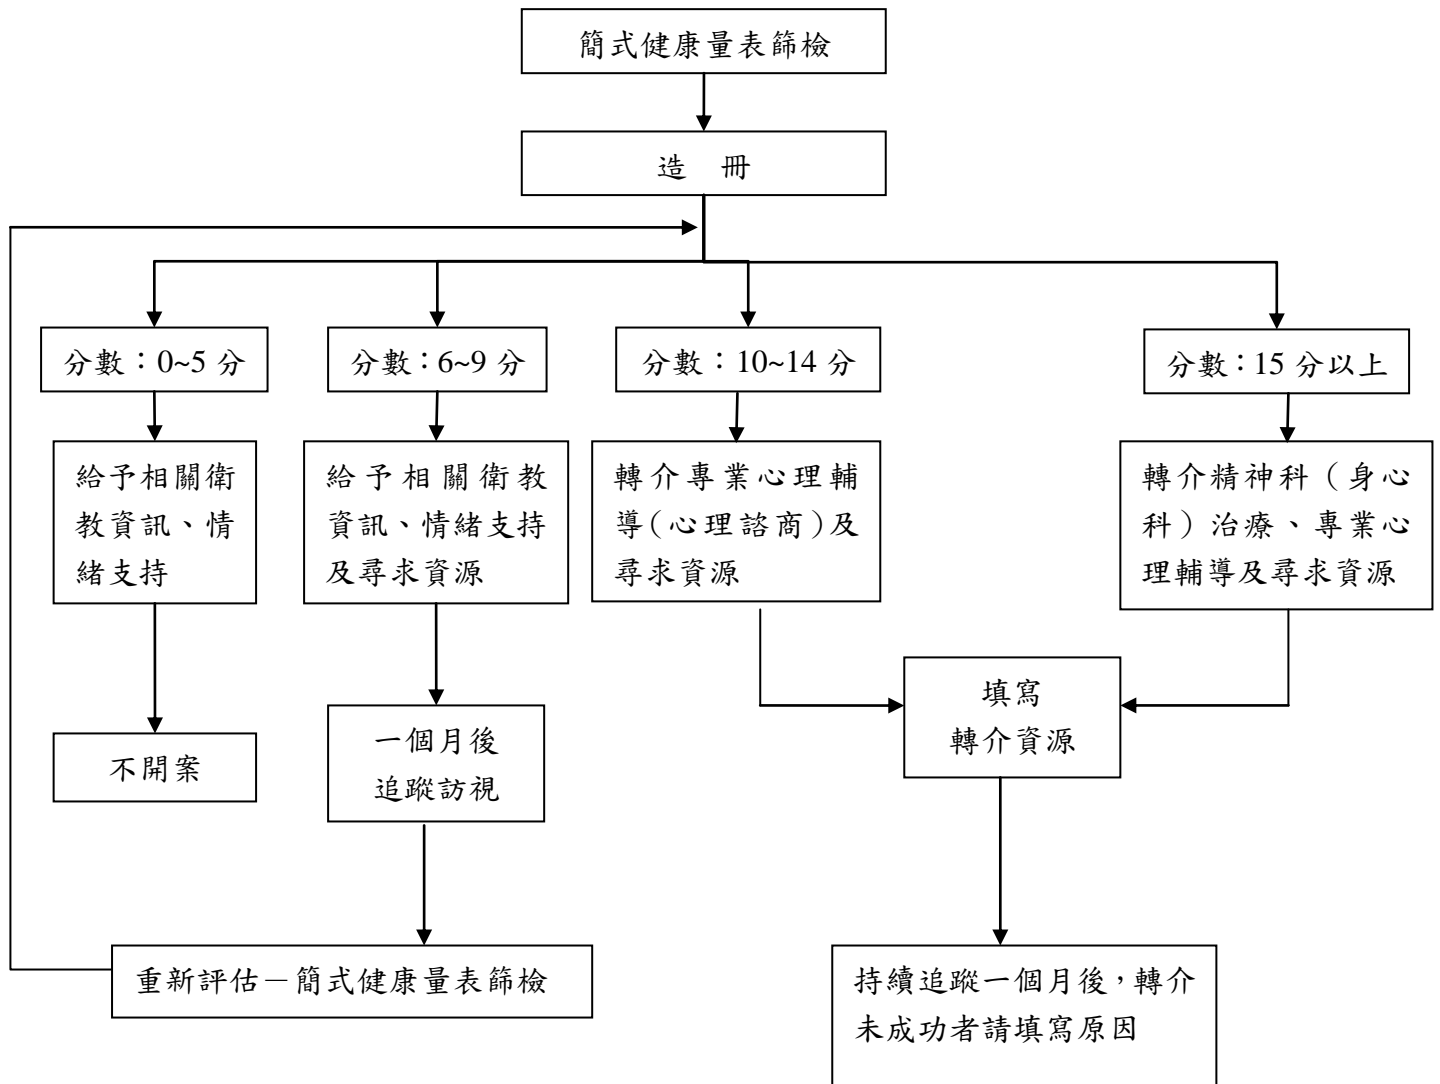 簡式健康量表篩檢
造 冊
分數：0~5 分
分數：6~9 分
分數：10~14 分
分數：15 分以上
給予相關衛
教資訊、情
緒支持
給予相關衛教
資訊、情緒支持
及尋求資源
轉介專業心理輔
導(心理諮商)及
尋求資源
轉介精神科（身心
科）治療、專業心
理輔導及尋求資源
不開案
一個月後
追蹤訪視
填寫
轉介資源
重新評估－簡式健康量表篩檢
持續追蹤一個月後，轉介
未成功者請填寫原因